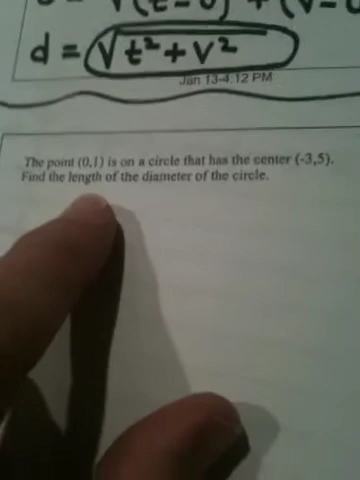 d = √t² + v²
Jan 13-4:12 PM
The point (0,1) is on a circle that has the center (-3,5).
Find the length of the diameter of the circle.